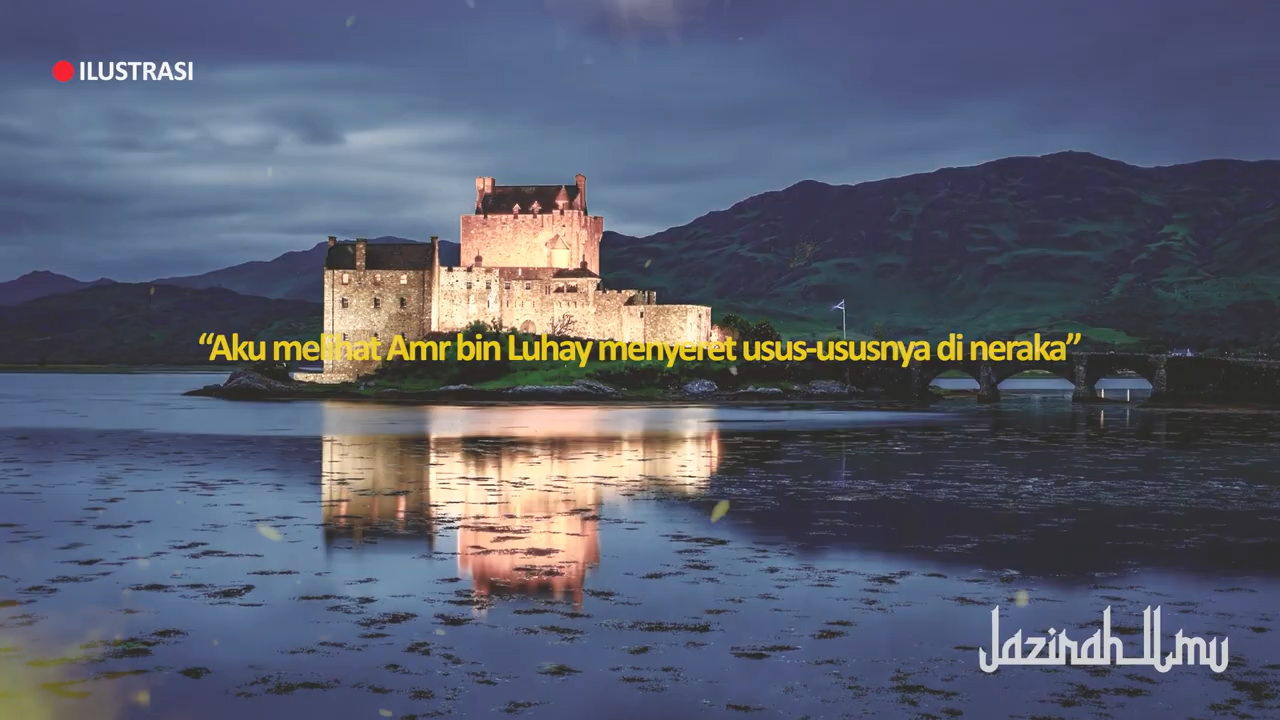 ILUSTRASI
“Aku melihat Amr bin Luhay menyeret usus-ususnya di neraka”
Jazirah Ilmu